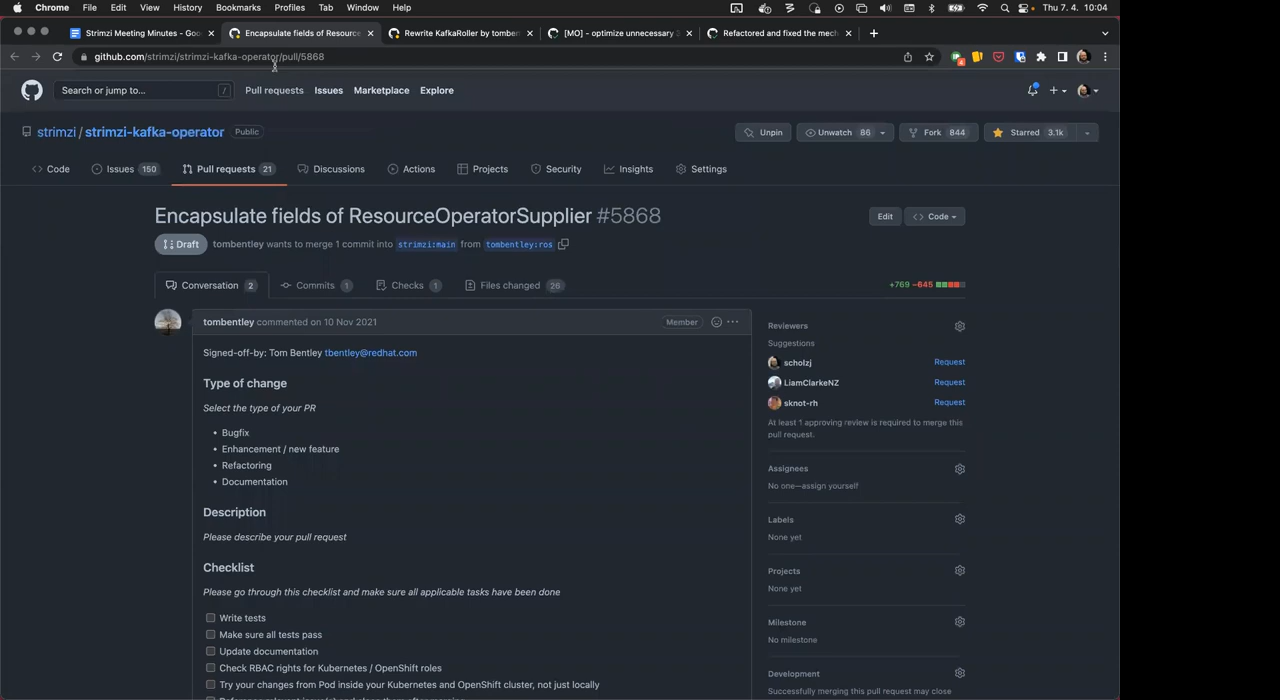 Chrome File Edit View History Bookmarks Profiles Tab Window Help Thu 7. 4. 10:04
Strimzi Meeting Minutes - Goo Encapsulate fields of Resource Rewrite KafkaRoller by tomben [MO] - optimize unnecessary 3 Refactored and fixed the mech
github.com/strimzi/strimzi-kafka-operator/pull/5868
Search or jump to... / Pull requests Issues Marketplace Explore
strimzi / strimzi-kafka-operator Public Unpin Unwatch 86 Fork 844 Starred 3.1k
Code Issues 150 Pull requests 21 Discussions Actions Projects Security Insights Settings
Encapsulate fields of ResourceOperatorSupplier #5868 Edit Code
Draft tombentley wants to merge 1 commit into strimzi:main from tombentley:ros
Conversation 2 Commits 1 Checks 1 Files changed 26 +769 −645
tombentley commented on 10 Nov 2021 Member
Signed-off-by: Tom Bentley tbentley@redhat.com
Type of change
Select the type of your PR
• Bugfix
• Enhancement / new feature
• Refactoring
• Documentation
Description
Please describe your pull request
Checklist
Please go through this checklist and make sure all applicable tasks have been done
Write tests
Make sure all tests pass
Update documentation
Check RBAC rights for Kubernetes / OpenShift roles
Try your changes from Pod inside your Kubernetes and OpenShift cluster, not just locally
Reviewers
Suggestions
scholzj Request
LiamClarkeNZ Request
sknot-rh Request
At least 1 approving review is required to merge this
pull request.
Assignees
No one—assign yourself
Labels
None yet
Projects
None yet
Milestone
No milestone
Development
Successfully merging this pull request may close